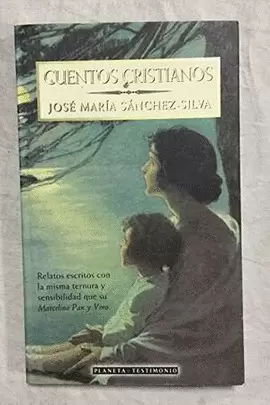 CUENTOS CRISTIANOS
JOSÉ MARÍA SÁNCHEZ-SILVA
Relatos escritos con
la misma ternura y
sensibilidad que su
Marcelino Pan y Vino.
PLANETA TESTIMONIO